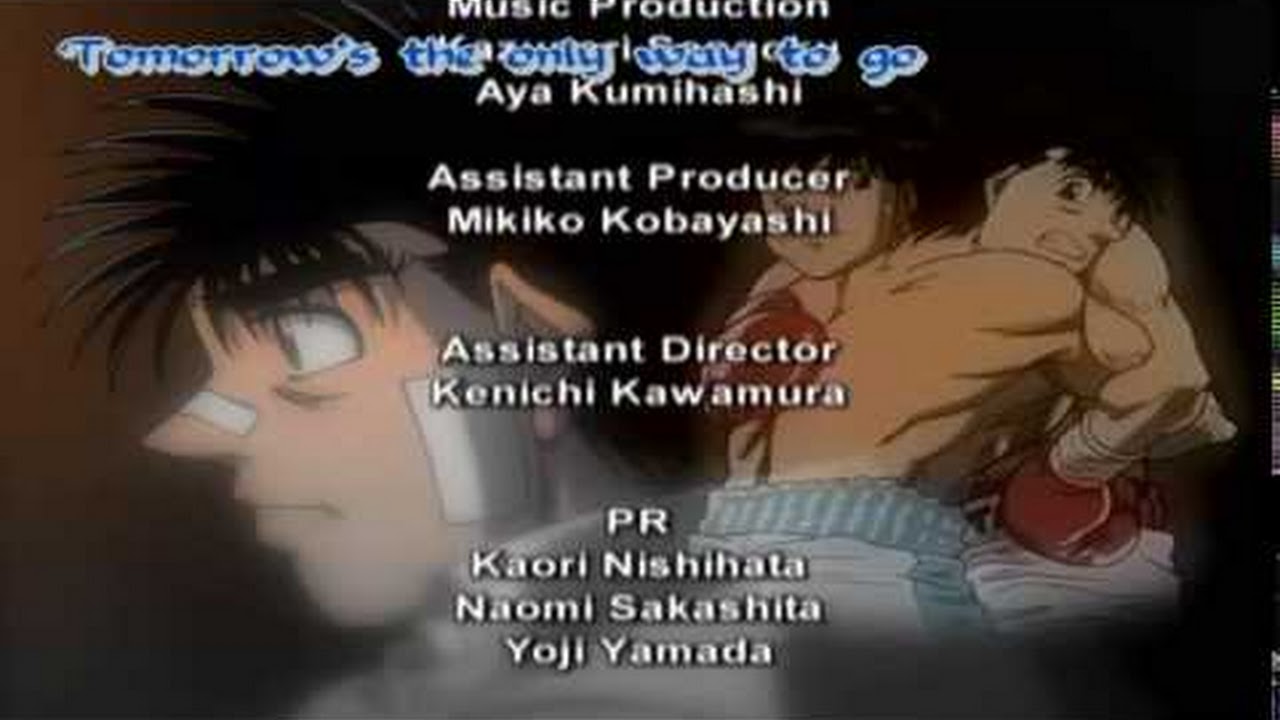 Music Production
Tomorrow's the only way to go
Aya Kumihashi
Assistant Producer
Mikiko Kobayashi
Assistant Director
Kenichi Kawamura
PR
Kaori Nishihata
Naomi Sakashita
Yoji Yamada